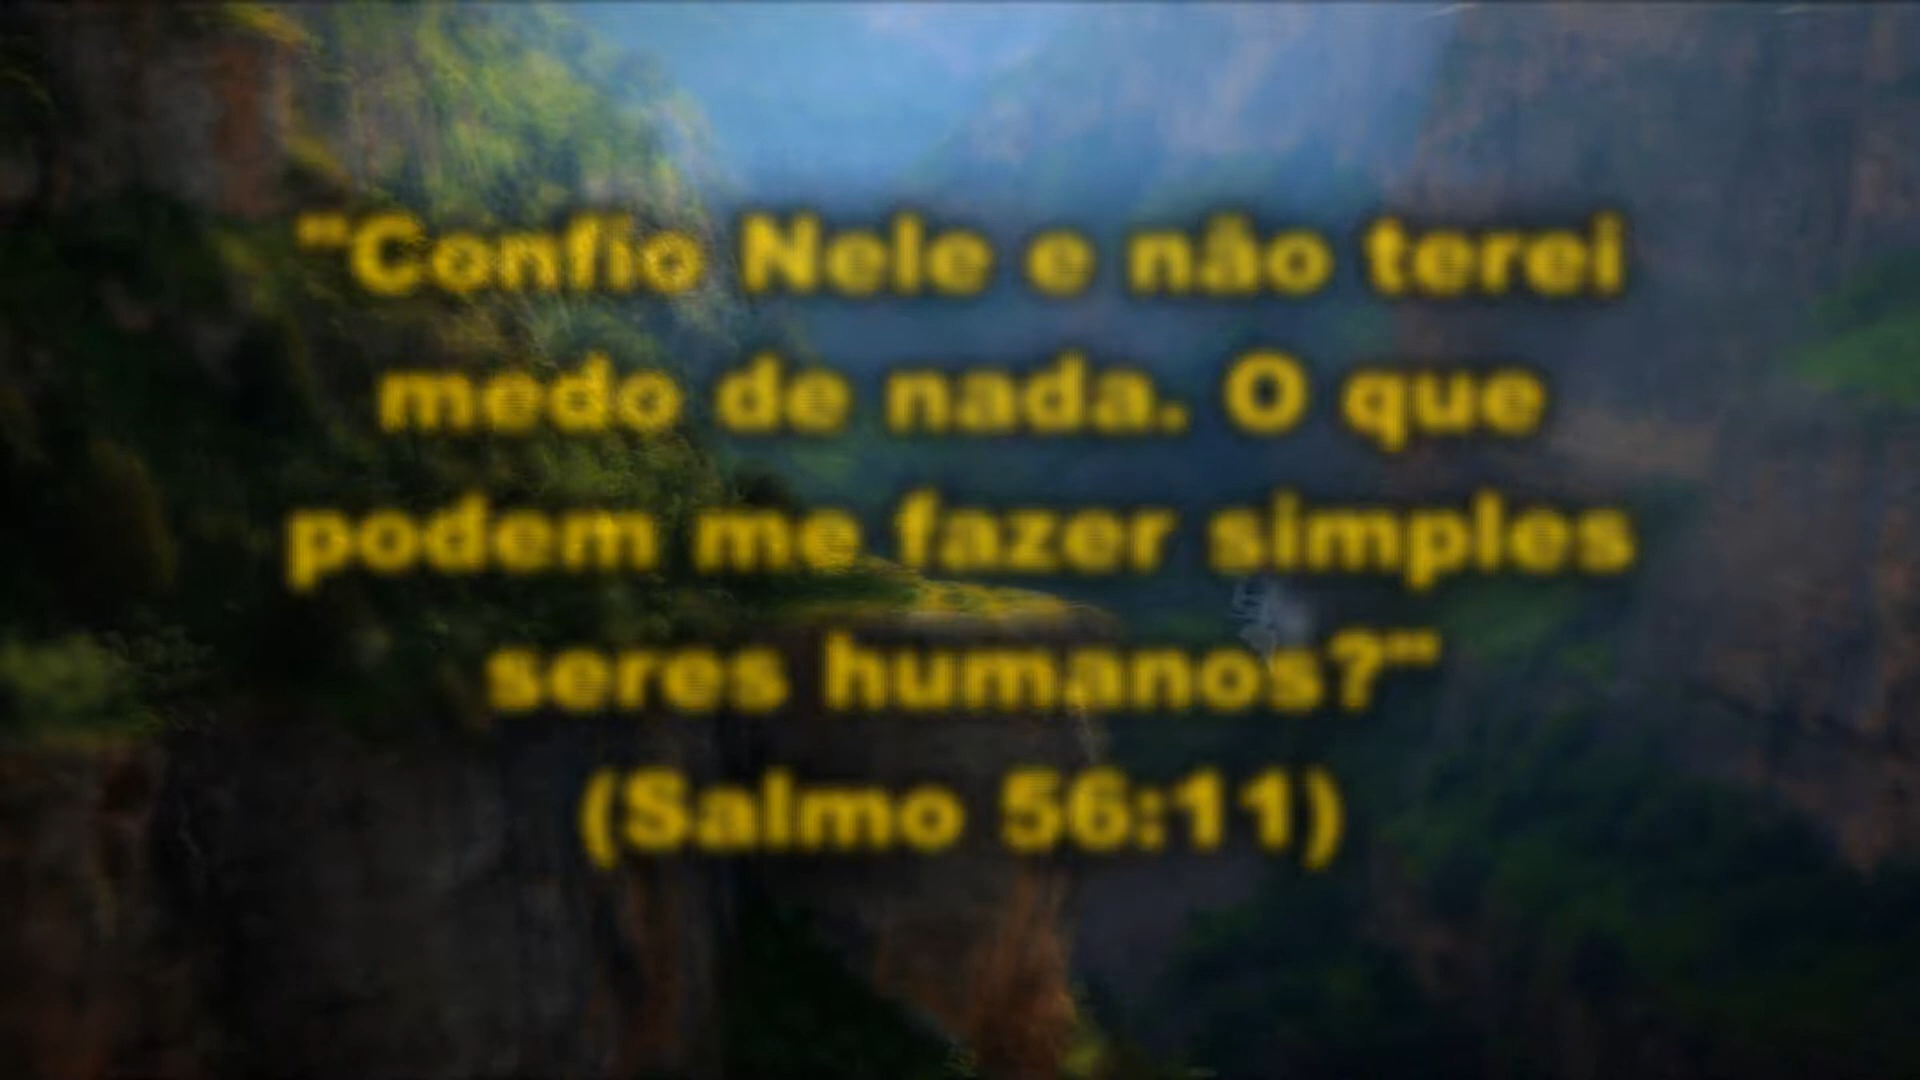 "Confio Nele e não terei
medo de nada. O que
podem me fazer simples
seres humanos?"
(Salmo 56:11)